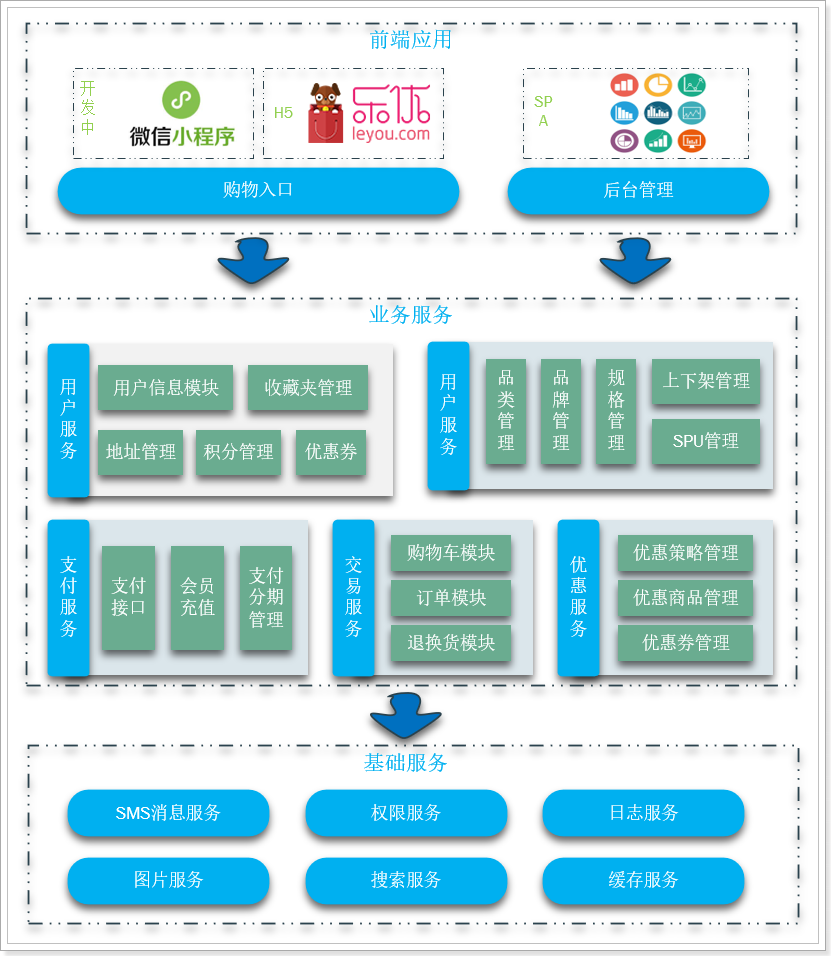 前端应用
开
发
中
微信小程序
H5
乐优
leyou.com
SP
A
购物入口
后台管理
业务服务
用
户
服
务
用户信息模块
收藏夹管理
地址管理
积分管理
优惠券
用
户
服
务
品
类
管
理
品
牌
管
理
规
格
管
理
上下架管理
SPU管理
支
付
服
务
支付
接口
会员
充值
支付
分期
管理
交
易
服
务
购物车模块
订单模块
退换货模块
优
惠
服
务
优惠策略管理
优惠商品管理
优惠券管理
基础服务
SMS消息服务
权限服务
日志服务
图片服务
搜索服务
缓存服务